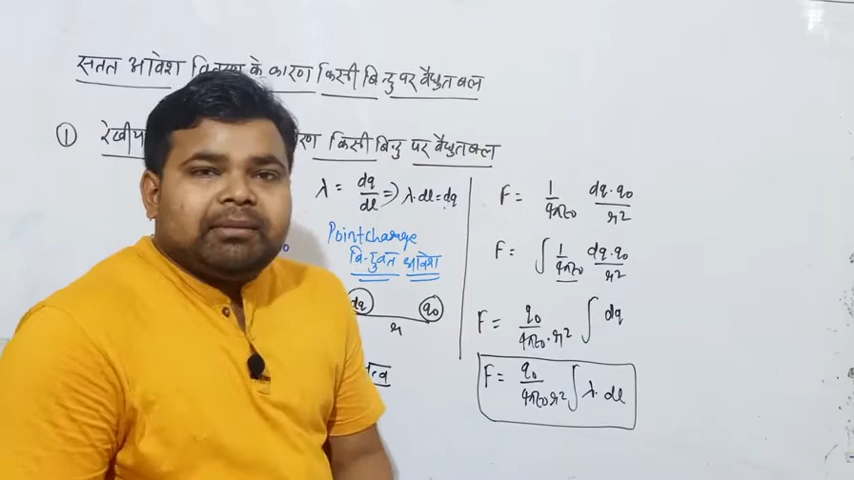 सतत आवेश वितरण के कारण किसी बिन्दु पर वैधुत बल
① रेखीय कारण किसी बिन्दु पर वैधुत बल
λ = dq/dl => λ·dl = dq
Point charge
बिन्दुवत आवेश
dq q₀
r
F = 1/4πε₀ dq·q₀/r²
F = ∫ 1/4πε₀ dq·q₀/r²
F = q₀/4πε₀·r² ∫ dq
F = q₀/4πε₀r² ∫ λ·dl